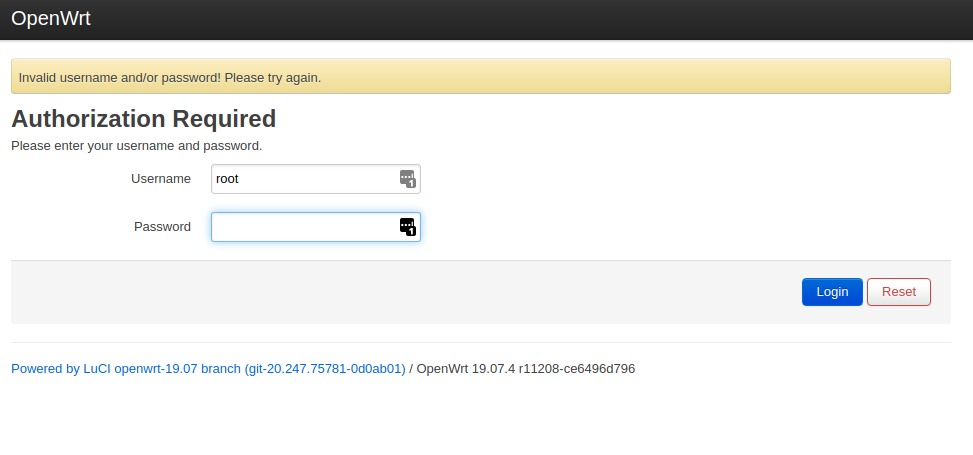 OpenWrt
Invalid username and/or password! Please try again.
Authorization Required
Please enter your username and password.
Username root
Password
Login Reset
Powered by LuCI openwrt-19.07 branch (git-20.247.75781-0d0ab01) / OpenWrt 19.07.4 r11208-ce6496d796